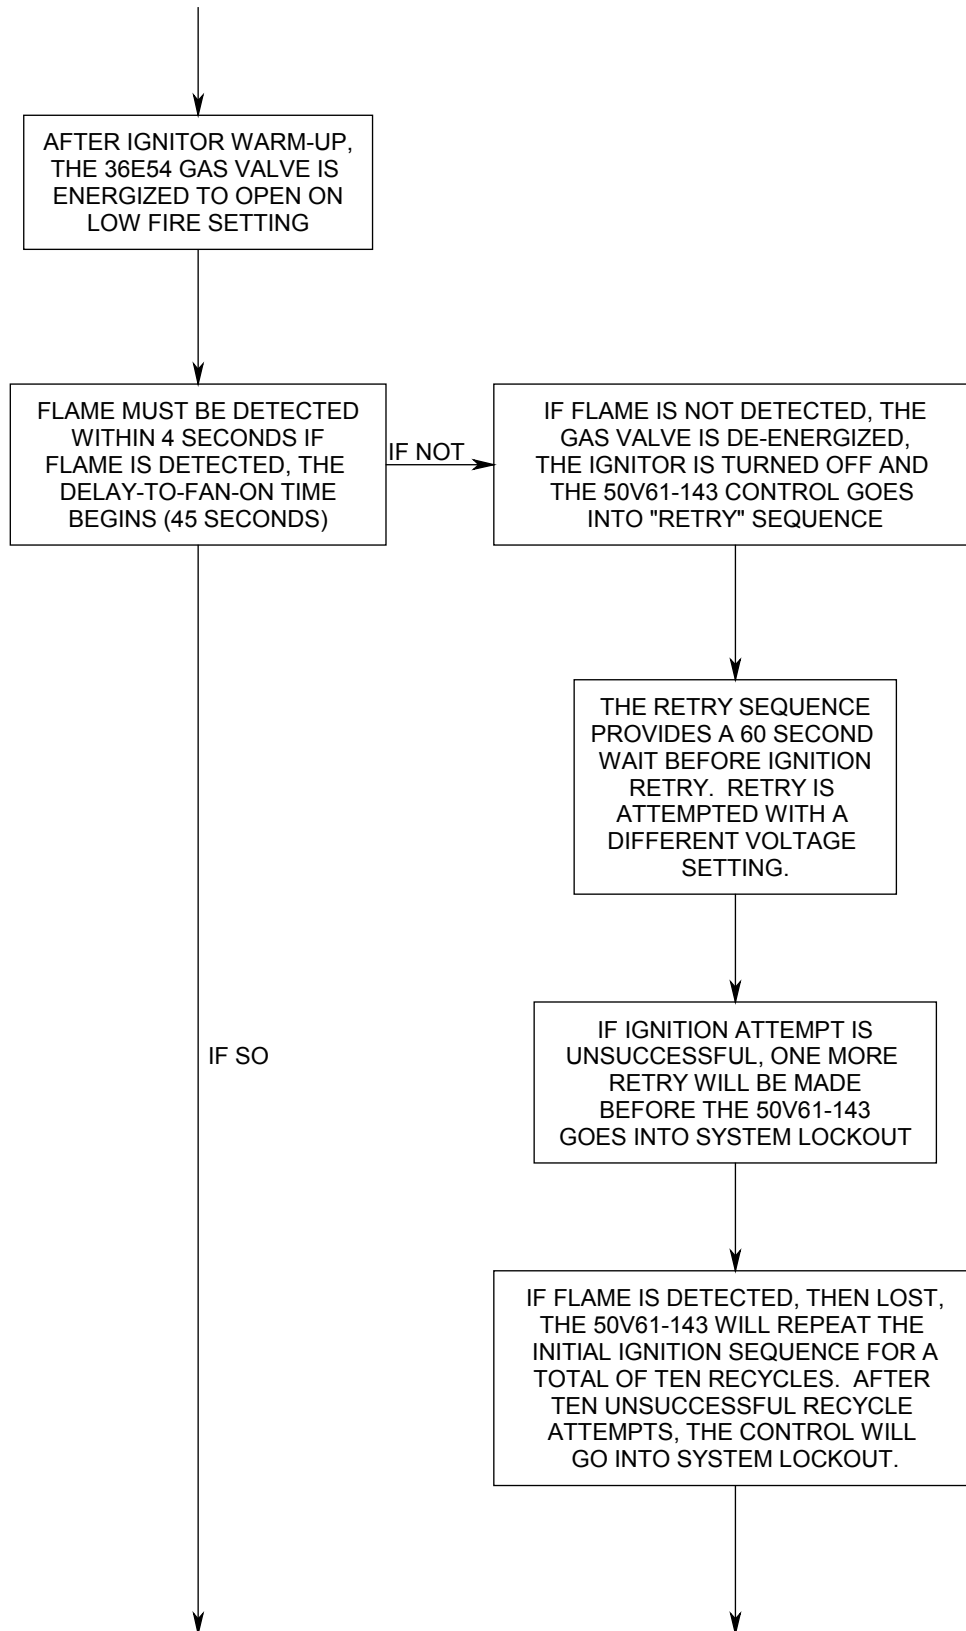 AFTER IGNITOR WARM-UP,
THE 36E54 GAS VALVE IS
ENERGIZED TO OPEN ON
LOW FIRE SETTING
FLAME MUST BE DETECTED
WITHIN 4 SECONDS IF
FLAME IS DETECTED, THE
DELAY-TO-FAN-ON TIME
BEGINS (45 SECONDS)
IF NOT
IF FLAME IS NOT DETECTED, THE
GAS VALVE IS DE-ENERGIZED,
THE IGNITOR IS TURNED OFF AND
THE 50V61-143 CONTROL GOES
INTO "RETRY" SEQUENCE
THE RETRY SEQUENCE
PROVIDES A 60 SECOND
WAIT BEFORE IGNITION
RETRY. RETRY IS
ATTEMPTED WITH A
DIFFERENT VOLTAGE
SETTING.
IF SO
IF IGNITION ATTEMPT IS
UNSUCCESSFUL, ONE MORE
RETRY WILL BE MADE
BEFORE THE 50V61-143
GOES INTO SYSTEM LOCKOUT
IF FLAME IS DETECTED, THEN LOST,
THE 50V61-143 WILL REPEAT THE
INITIAL IGNITION SEQUENCE FOR A
TOTAL OF TEN RECYCLES. AFTER
TEN UNSUCCESSFUL RECYCLE
ATTEMPTS, THE CONTROL WILL
GO INTO SYSTEM LOCKOUT.